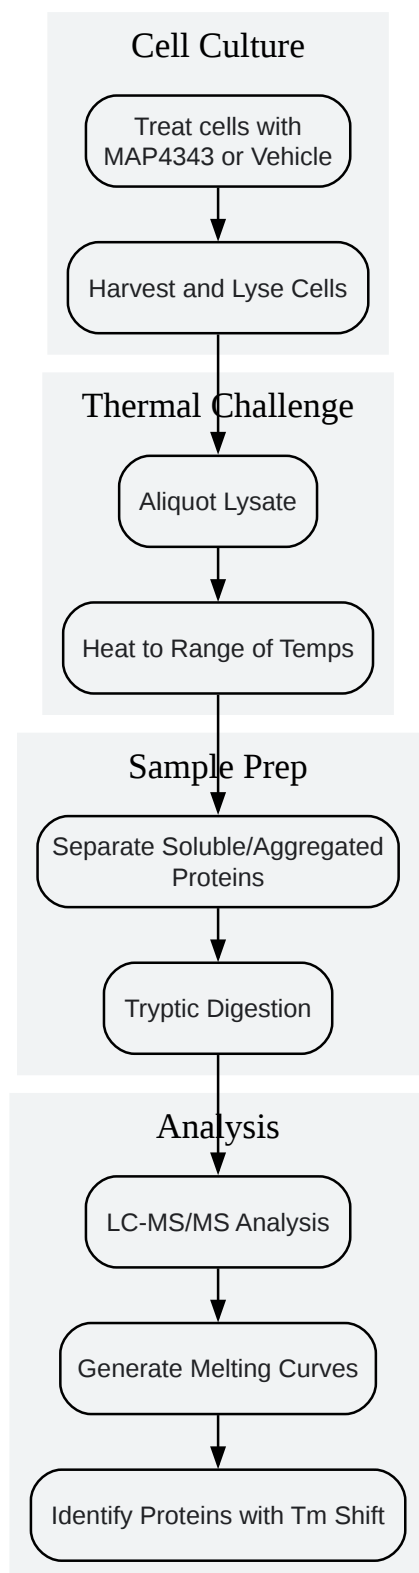 Cell Culture
Treat cells with
MAP4343 or Vehicle
Harvest and Lyse Cells
Thermal Challenge
Aliquot Lysate
Heat to Range of Temps
Sample Prep
Separate Soluble/Aggregated
Proteins
Tryptic Digestion
Analysis
LC-MS/MS Analysis
Generate Melting Curves
Identify Proteins with Tm Shift